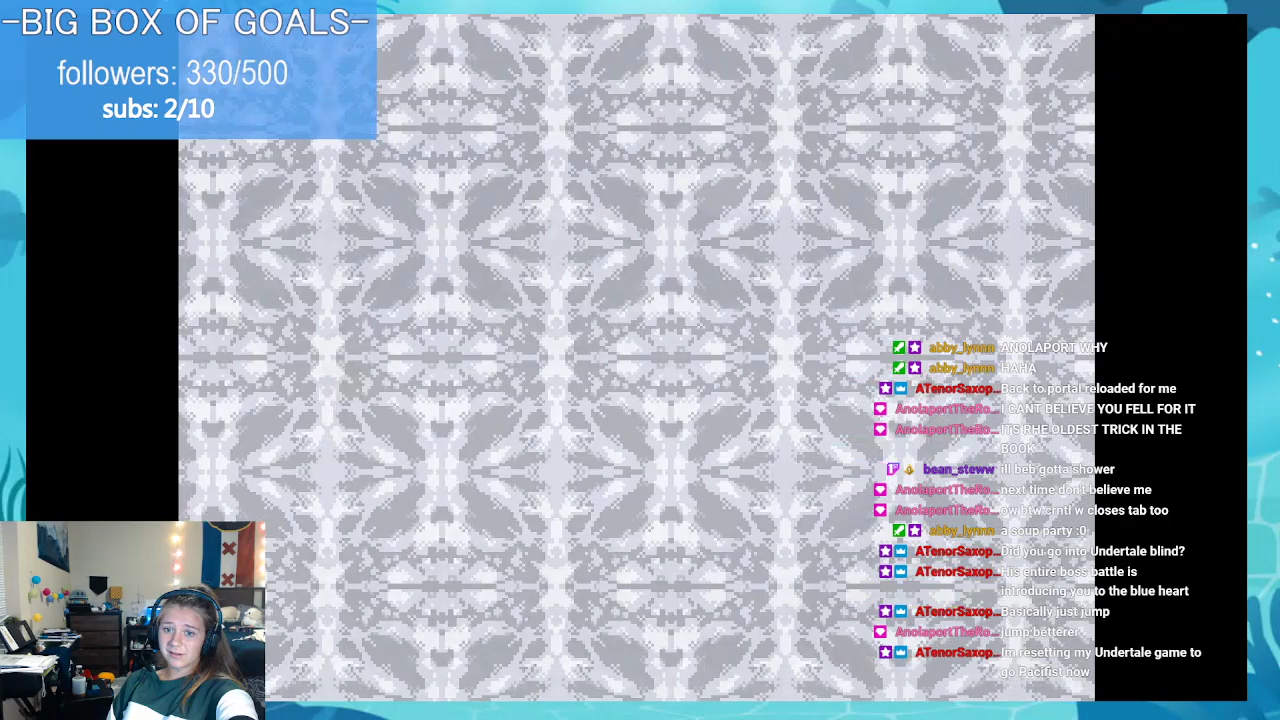 -BIG BOX OF GOALS-
followers: 330/500
subs: 2/10
abby_lynnn ANOLAPORT WHY
abby_lynnn HAHA
ATenorSaxop... Back to portal reloaded for me
AnolaportTheRo... I CANT BELIEVE YOU FELL FOR IT
AnolaportTheRo... ITS RHE OLDEST TRICK IN THE
BOOK
bean_steww ill beb gotta shower
AnolaportTheRo... next time don't believe me
AnolaportTheRo... ow btw crntl w closes tab too
abby_lynnn a soup party :0
ATenorSaxop... Did you go into Undertale blind?
ATenorSaxop... His entire boss battle is
introducing you to the blue heart
ATenorSaxop... Basically just jump
AnolaportTheRo... jump betterer
ATenorSaxop... Im resetting my Undertale game to
go Pacifist now